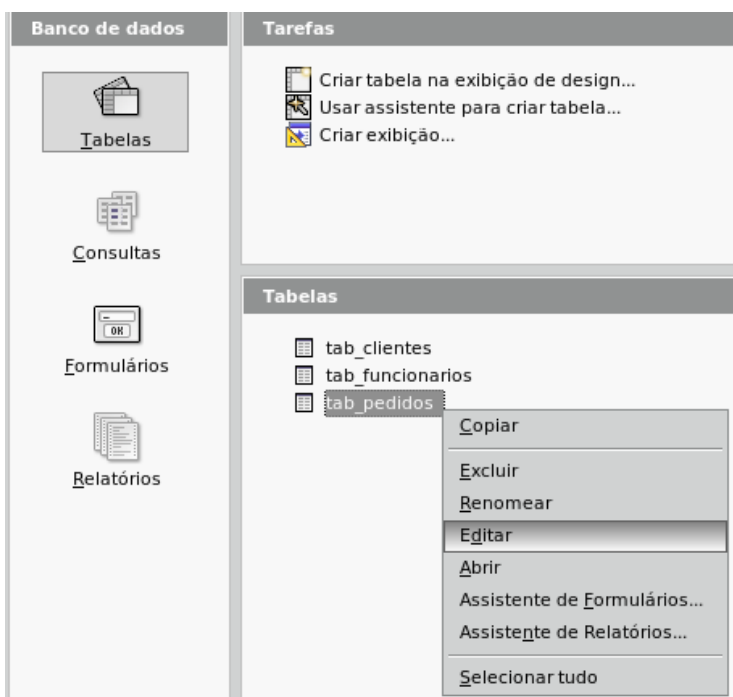 Banco de dados
Tabelas
Consultas
OK
Formulários
Relatórios
Tarefas
Criar tabela na exibição de design...
Usar assistente para criar tabela...
Criar exibição...
Tabelas
tab_clientes
tab_funcionarios
tab_pedidos
Copiar
Excluir
Renomear
Editar
Abrir
Assistente de Formulários...
Assistente de Relatórios...
Selecionar tudo